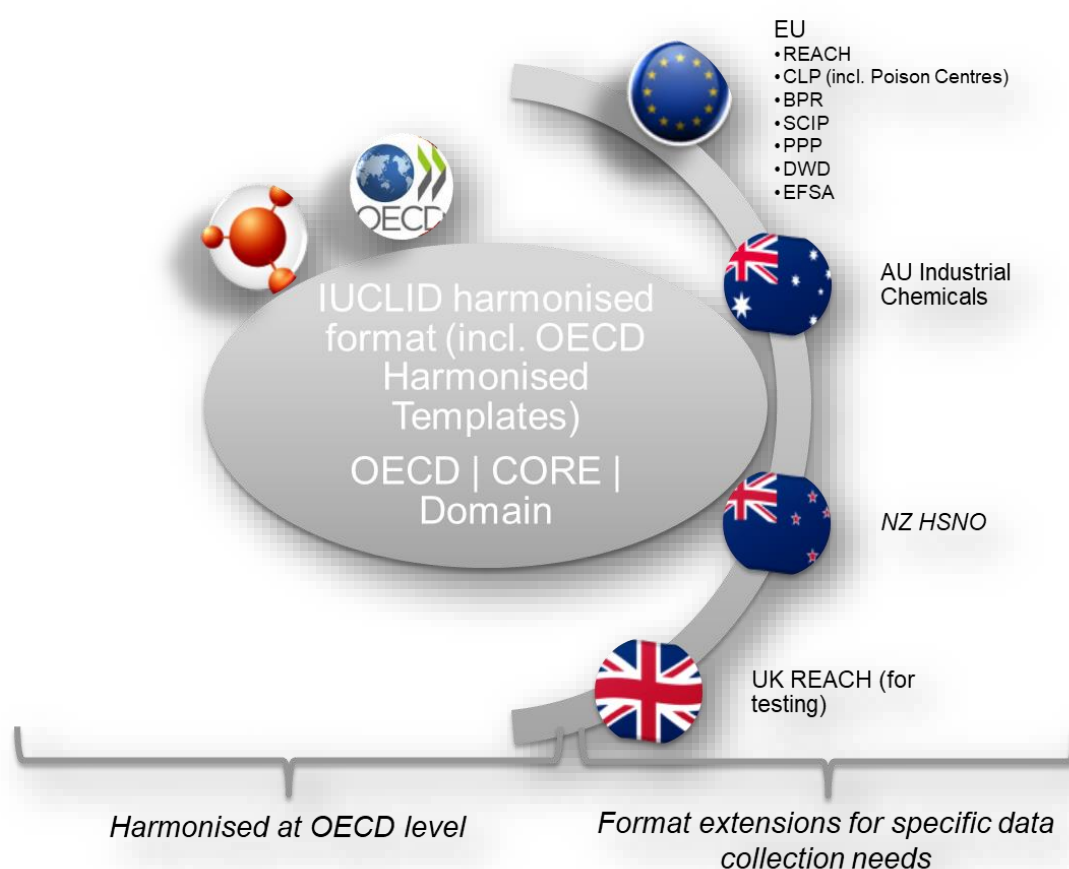 EU
•REACH
•CLP (incl. Poison Centres)
•BPR
•SCIP
•PPP
•DWD
•EFSA
OECD
IUCLID harmonised
format (incl. OECD
Harmonised
Templates)
OECD | CORE |
Domain
AU Industrial
Chemicals
NZ HSNO
UK REACH (for
testing)
Harmonised at OECD level
Format extensions for specific data
collection needs